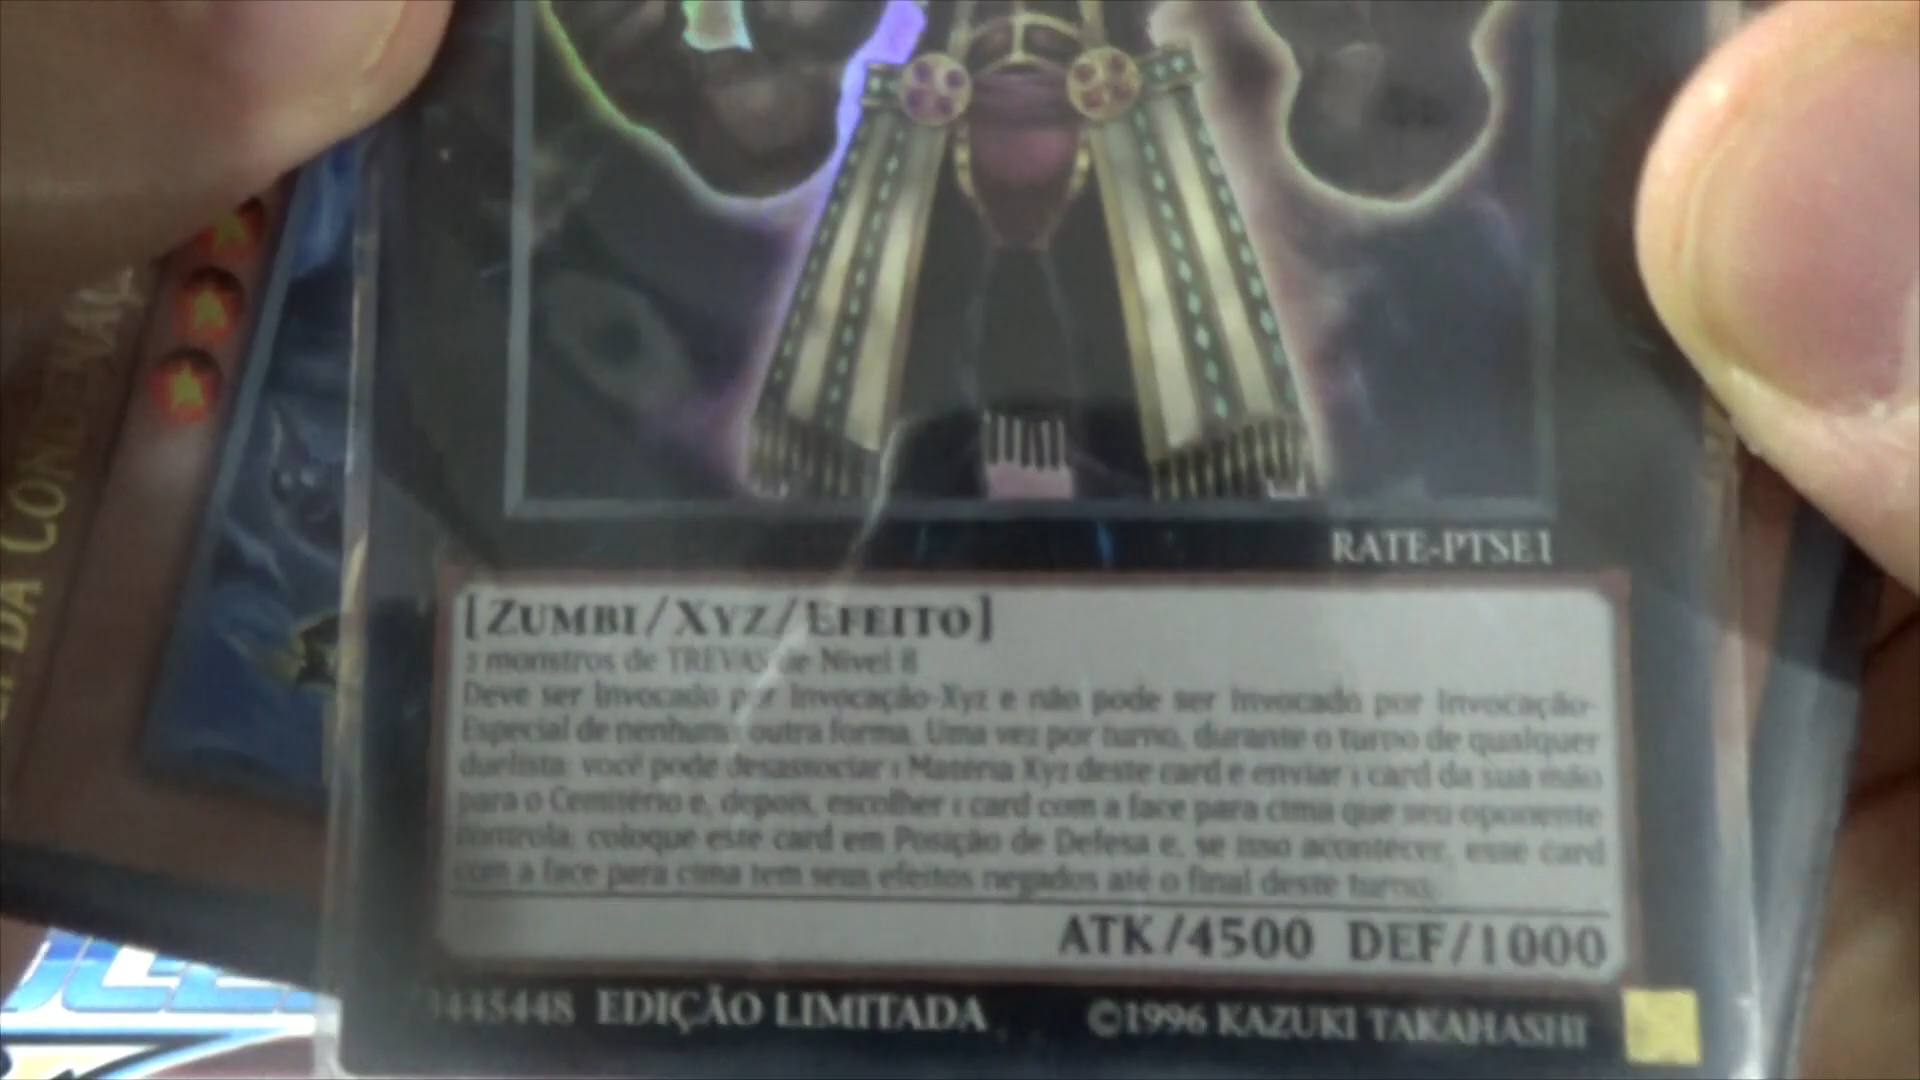 DA CONDENAÇ
RATE-PTSE1
[ZUMBI/XYZ/EFEITO]
3 monstros de TREVAS de Nível 8
Deve ser Invocado por Invocação-Xyz e não pode ser Invocado por Invocação-
Especial de nenhuma outra forma. Uma vez por turno, durante o turno de qualquer
duelista: você pode desassociar 1 Matéria Xyz deste card e enviar 1 card da sua mão
para o Cemitério e, depois, escolher 1 card com a face para cima que seu oponente
controla; coloque este card em Posição de Defesa e, se isso acontecer, esse card
com a face para cima tem seus efeitos negados até o final deste turno.
ATK/4500 DEF/1000
3445448 EDIÇÃO LIMITADA
©1996 KAZUKI TAKAHASHI